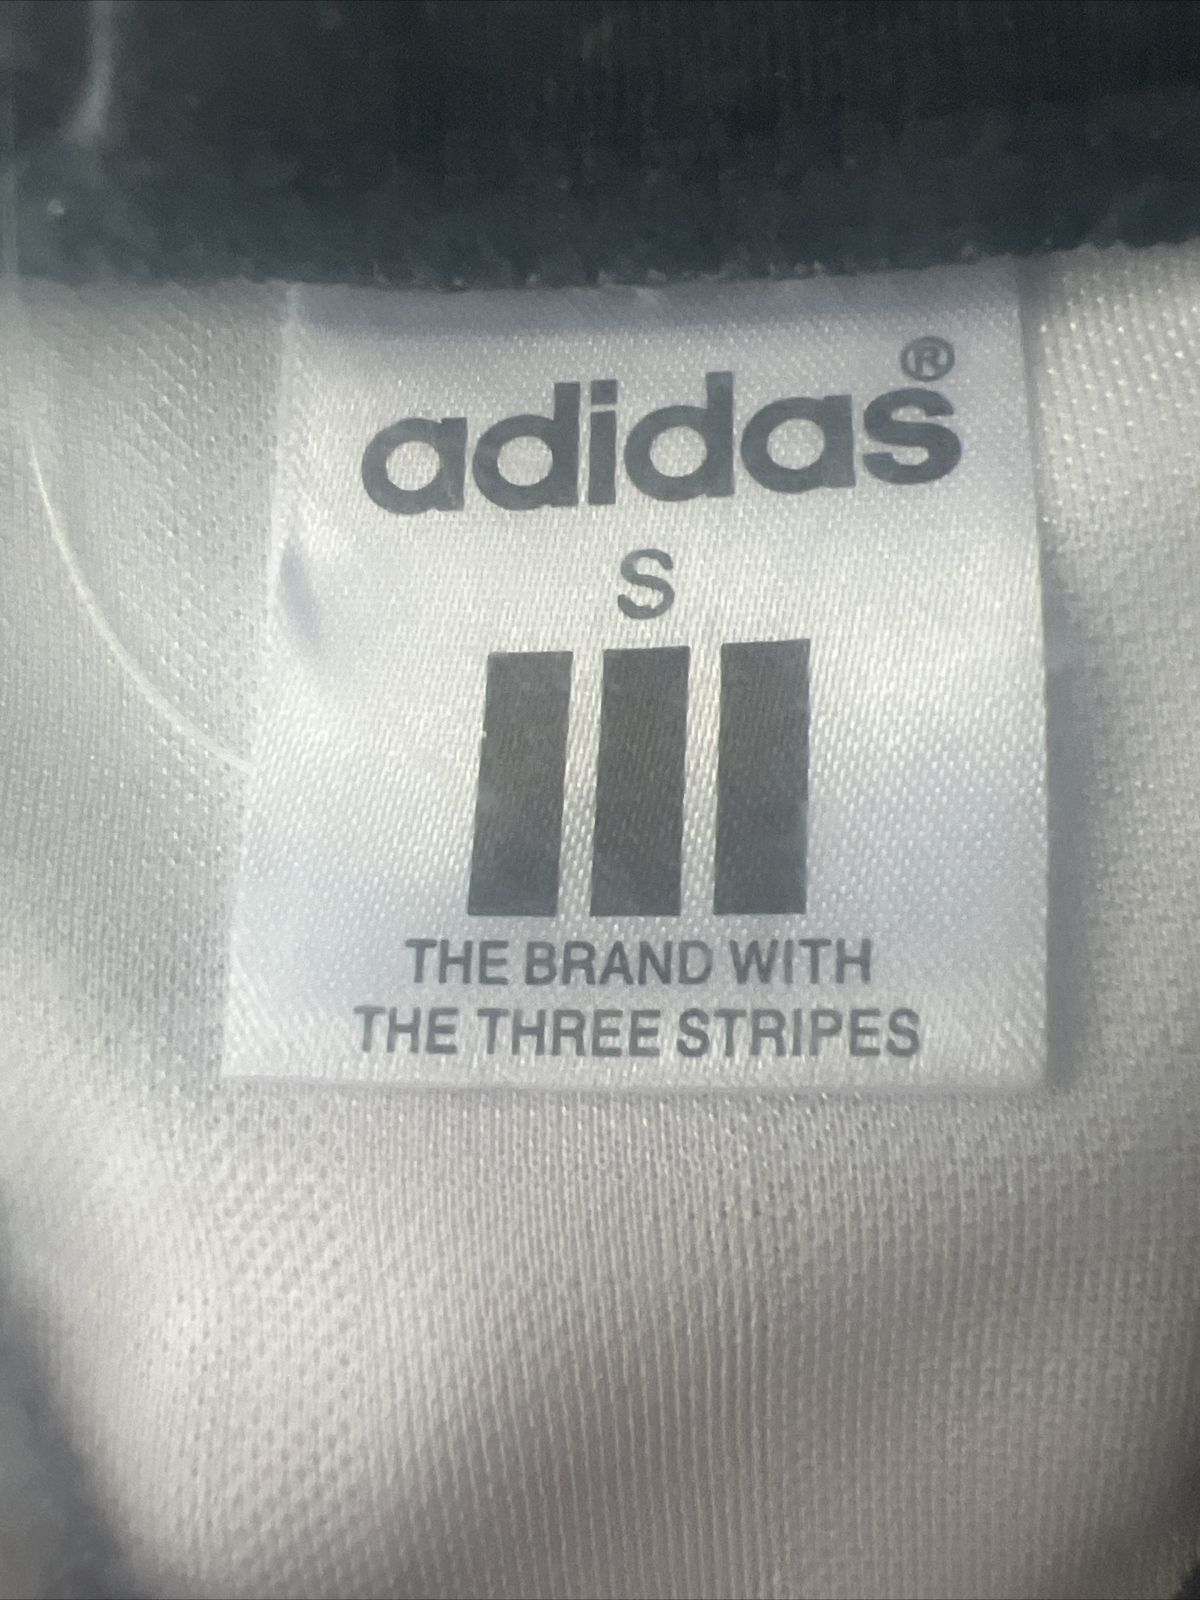 adidas®
S
THE BRAND WITH
THE THREE STRIPES